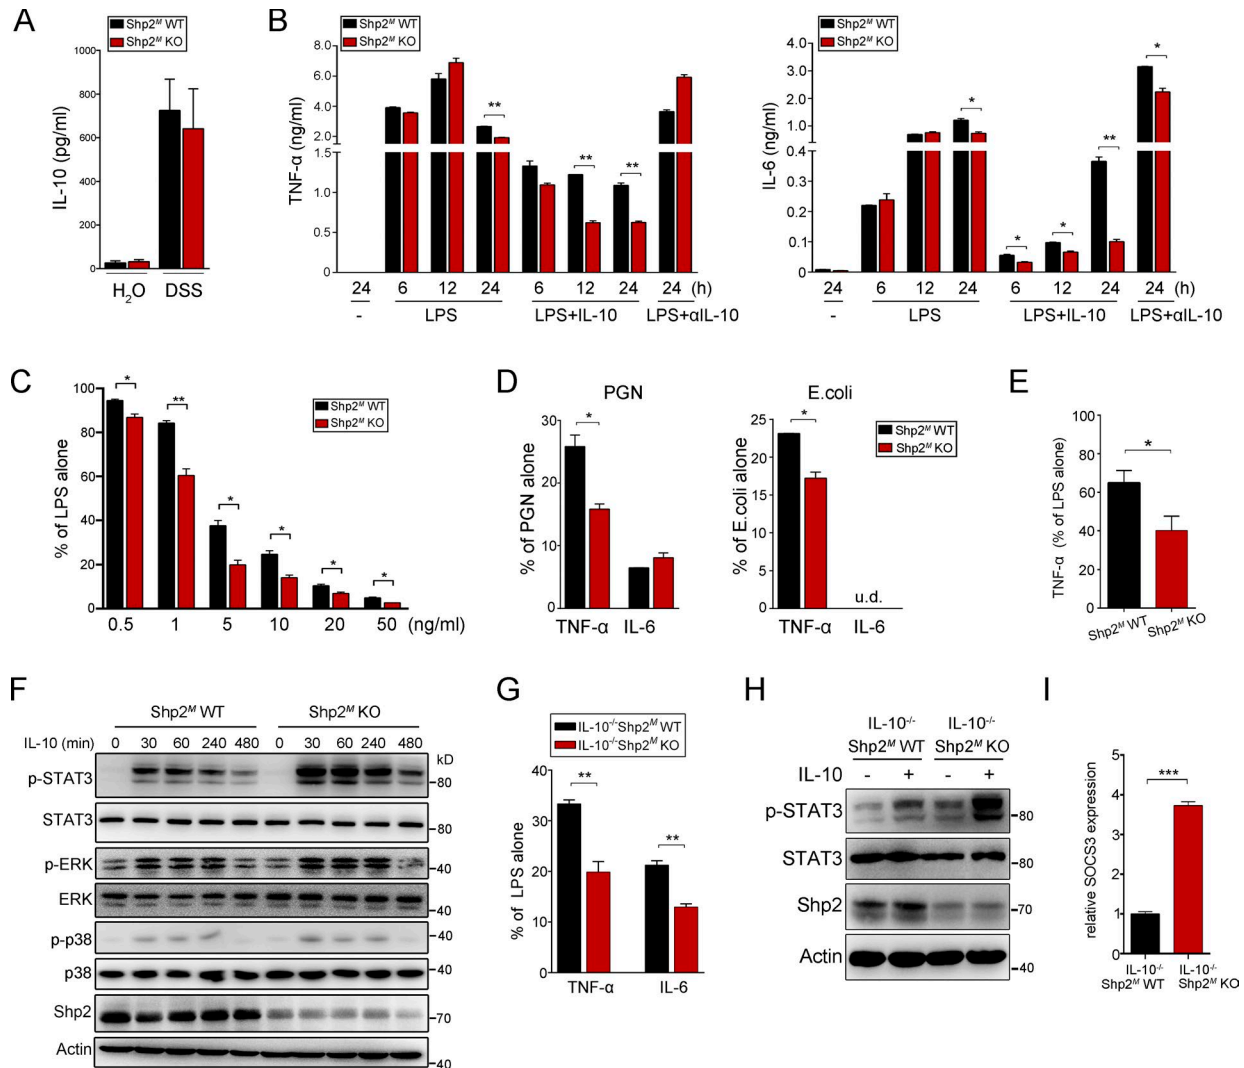 A
Shp2ᴹ WT
Shp2ᴹ KO
IL-10 (pg/ml)
1000
800
600
400
200
0
H₂O
DSS
B
Shp2ᴹ WT
Shp2ᴹ KO
TNF-α (ng/ml)
8.0
6.0
4.0
2.0
1.5
1.0
0.5
0
**
**
**
24 6 12 24 6 12 24 24 (h)
- LPS LPS+IL-10 LPS+αIL-10
Shp2ᴹ WT
Shp2ᴹ KO
IL-6 (ng/ml)
6.0
3.0
1.0
0.4
0.3
0.2
0.1
0
*
*
*
**
*
24 6 12 24 6 12 24 24 (h)
- LPS LPS+IL-10 LPS+αIL-10
C
Shp2ᴹ WT
Shp2ᴹ KO
% of LPS alone
100
80
60
40
20
0
*
**
*
*
*
*
0.5 1 5 10 20 50 (ng/ml)
D
PGN
% of PGN alone
30
20
10
0
*
TNF-α IL-6
E.coli
Shp2ᴹ WT
Shp2ᴹ KO
% of E.coli alone
25
20
15
10
5
0
*
u.d.
TNF-α IL-6
E
TNF-α (% of LPS alone)
100
80
60
40
20
0
*
Shp2ᴹ WT
Shp2ᴹ KO
F
Shp2ᴹ WT Shp2ᴹ KO
IL-10 (min) 0 30 60 240 480 0 30 60 240 480 kD
p-STAT3 80
STAT3 80
p-ERK 40
ERK 40
p-p38
p38 40
Shp2 70
Actin 40
G
IL-10⁻/⁻Shp2ᴹ WT
IL-10⁻/⁻Shp2ᴹ KO
% of LPS alone
40
30
20
10
0
**
**
TNF-α IL-6
H
IL-10⁻/⁻ IL-10⁻/⁻
Shp2ᴹ WT Shp2ᴹ KO
IL-10 - + - +
p-STAT3 80
STAT3 80
Shp2 70
Actin 40
I
relative SOCS3 expression
5
4
3
2
1
0
***
IL-10⁻/⁻ IL-10⁻/⁻
Shp2ᴹ WT Shp2ᴹ KO